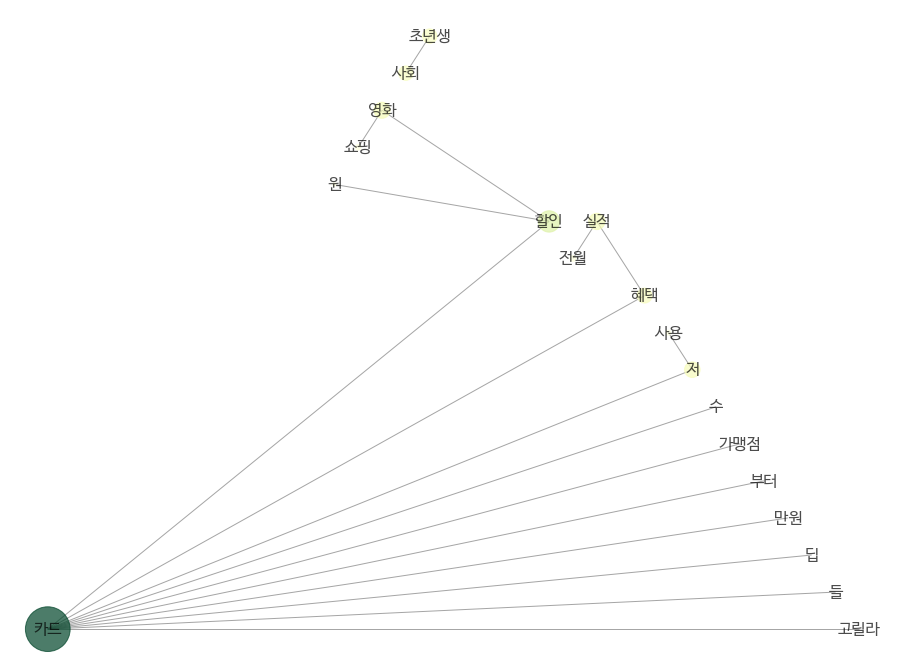 초년생
사회
영화
쇼핑
원
할인
실적
전월
혜택
사용
저
수
가맹점
부터
만원
딥
들
카드
고릴라